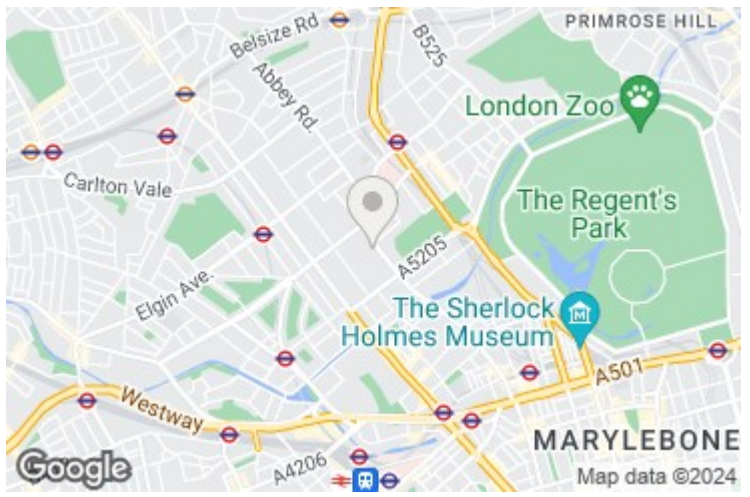 PRIMROSE HILL
Belsize Rd
B525
Abbey Rd.
London Zoo
Carlton Vale
The Regent's
Park
A5205
Elgin Ave.
The Sherlock
Holmes Museum
M
A501
Westway
MARYLEBONE
A4206
Google
Map data ©2024